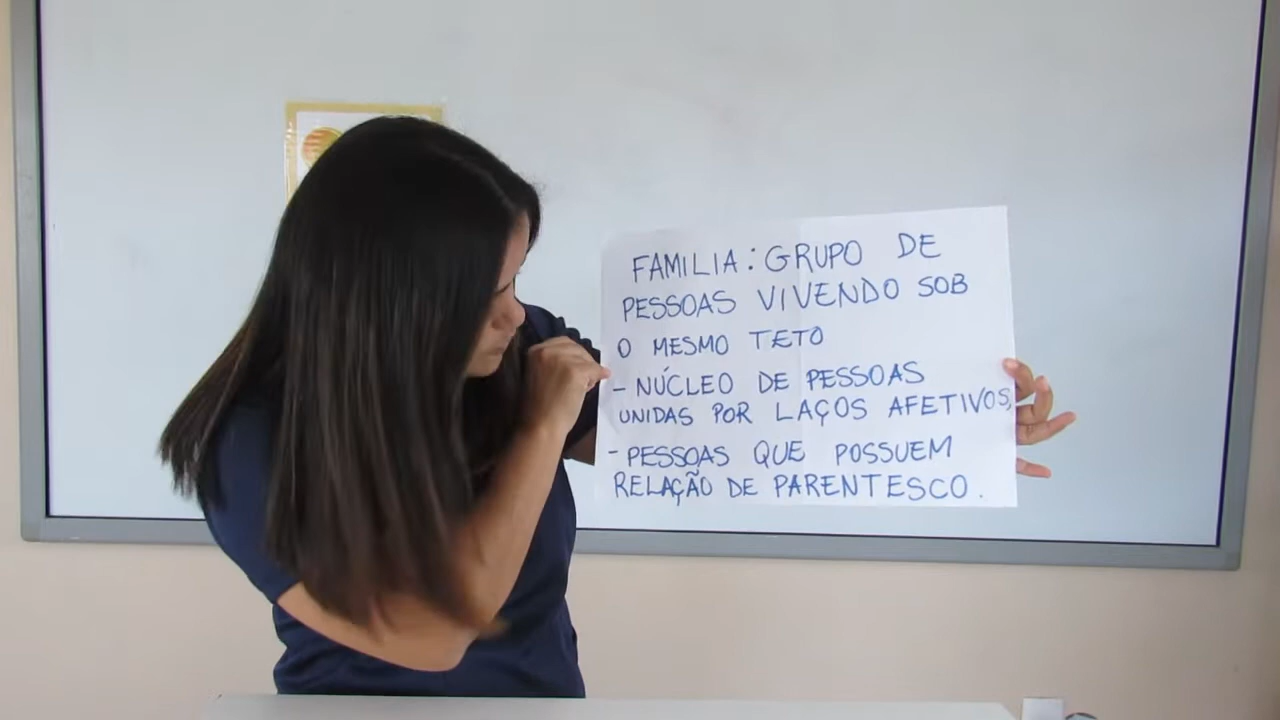 FAMILIA: GRUPO DE
PESSOAS VIVENDO SOB
O MESMO TETO
- NÚCLEO DE PESSOAS
UNIDAS POR LAÇOS AFETIVOS,
- PESSOAS QUE POSSUEM
RELAÇÃO DE PARENTESCO.